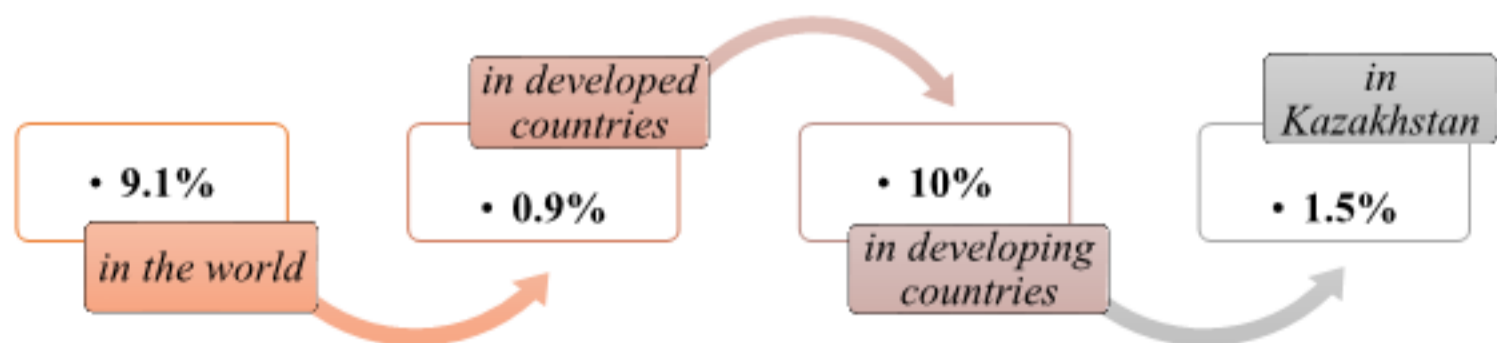 • 9.1%
in the world
in developed
countries
• 0.9%
• 10%
in developing
countries
in
Kazakhstan
• 1.5%